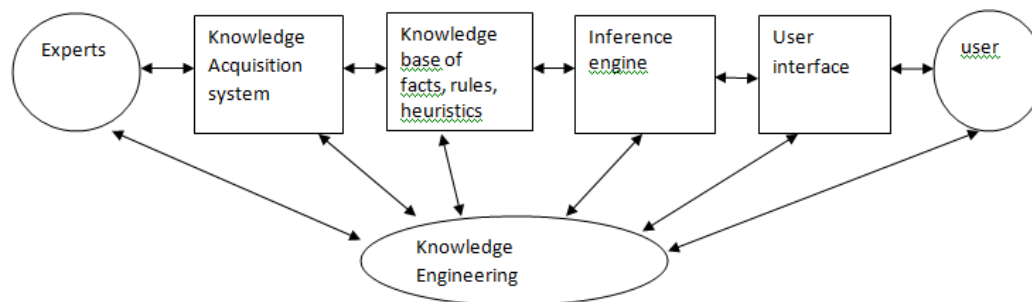 Experts
Knowledge
Acquisition
system
Knowledge
base of
facts, rules,
heuristics
Inference
engine
User
interface
user
Knowledge
Engineering